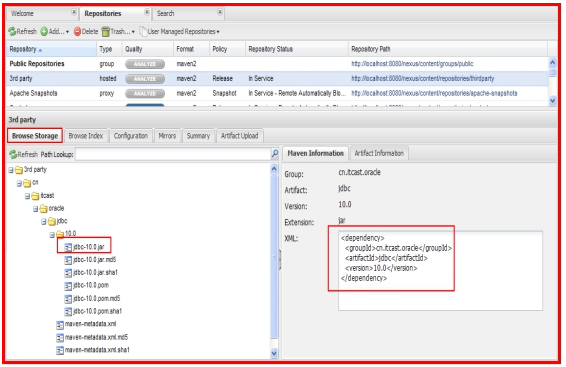 Welcome Repositories Search
Refresh Add... Delete Trash... User Managed Repositories
Repository Type Quality Format Policy Repository Status Repository Path
Public Repositories group ANALYZE maven2 http://localhost:8080/nexus/content/groups/public
3rd party hosted ANALYZE maven2 Release In Service http://localhost:8080/nexus/content/repositories/thirdparty
Apache Snapshots proxy ANALYZE maven2 Snapshot In Service - Remote Automatically Blo... http://localhost:8080/nexus/content/repositories/apache-snapshots
3rd party
Browse Storage Browse Index Configuration Mirrors Summary Artifact Upload
Refresh Path Lookup:
3rd party
cn
itcast
oracle
jdbc
10.0
jdbc-10.0.jar
jdbc-10.0.jar.md5
jdbc-10.0.jar.sha1
jdbc-10.0.pom
jdbc-10.0.pom.md5
jdbc-10.0.pom.sha1
maven-metadata.xml
maven-metadata.xml.md5
maven-metadata.xml.sha1
Maven Information Artifact Information
Group: cn.itcast.oracle
Artifact: jdbc
Version: 10.0
Extension: jar
XML:
<dependency>
<groupId>cn.itcast.oracle</groupId>
<artifactId>jdbc</artifactId>
<version>10.0</version>
</dependency>